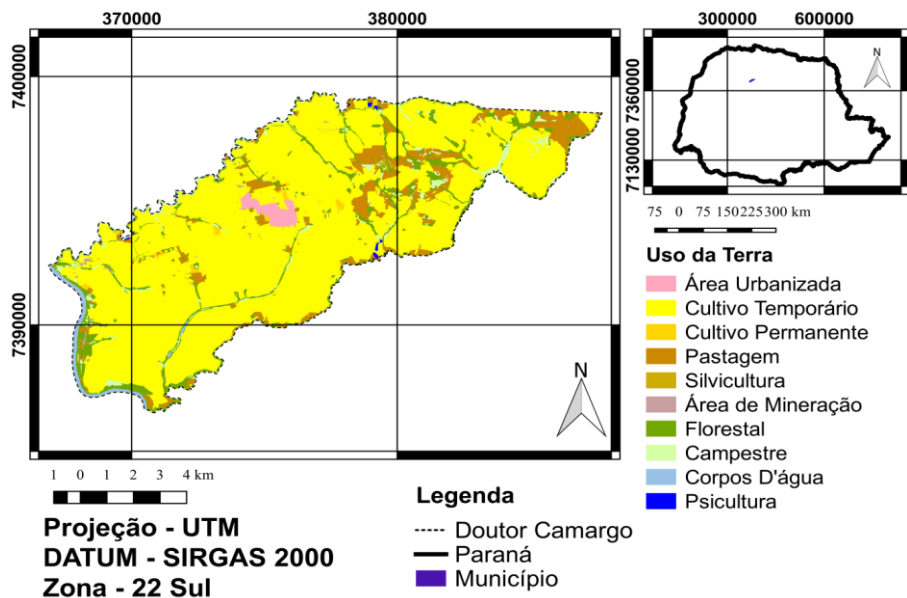 370000 380000
7400000
7390000
N
1 0 1 2 3 4 km
Projeção - UTM
DATUM - SIRGAS 2000
Zona - 22 Sul
Legenda
Doutor Camargo
Paraná
Município
300000 600000
7360000
7130000
N
75 0 75 150 225 300 km
Uso da Terra
Área Urbanizada
Cultivo Temporário
Cultivo Permanente
Pastagem
Silvicultura
Área de Mineração
Florestal
Campestre
Corpos D'água
Psicultura